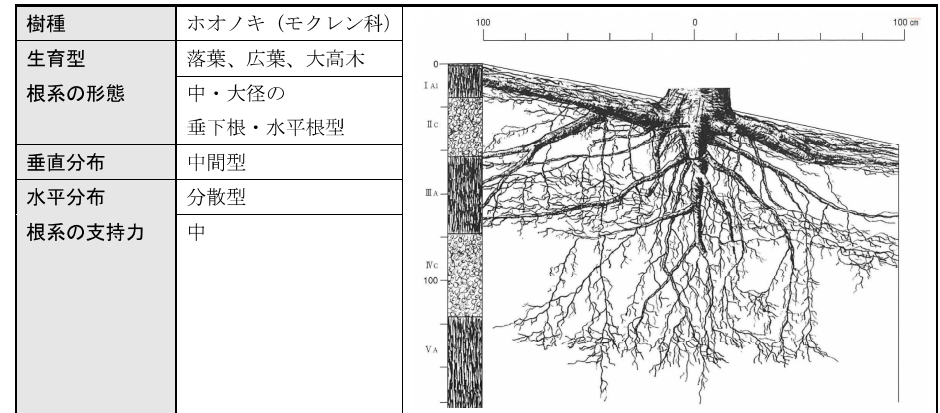 樹種 ホオノキ（モクレン科）
生育型 落葉、広葉、大高木
根系の形態 中・大径の
垂下根・水平根型
垂直分布 中間型
水平分布 分散型
根系の支持力 中
100 0 100 cm
0
I A1
II C
III A
IV C
100
V A